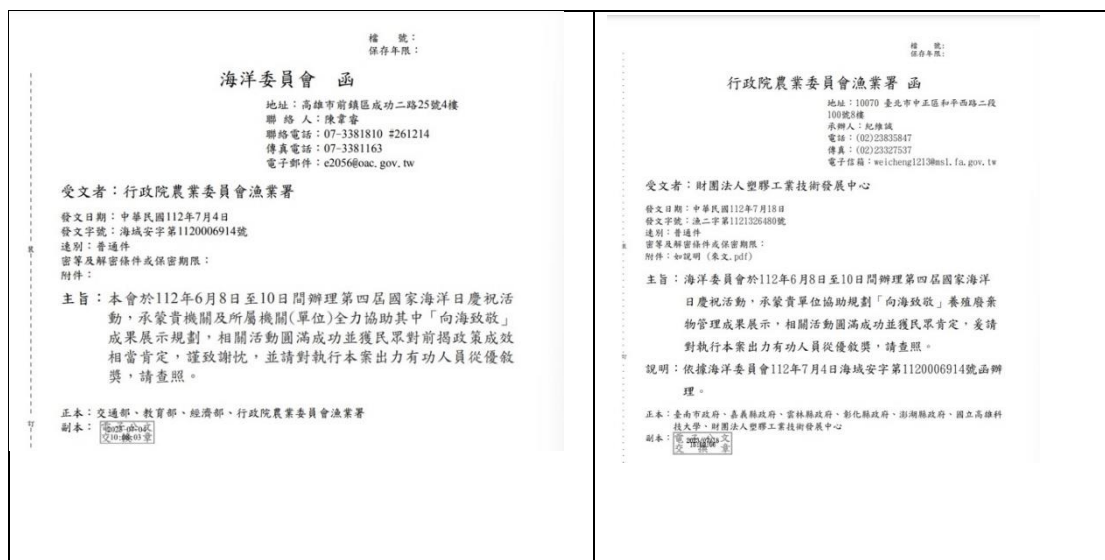 檔　　號：
保存年限：
海洋委員會　函
地址：高雄市前鎮區成功二路25號4樓
聯 絡 人：陳韋睿
聯絡電話：07-3381810 #261214
傳真電話：07-3381163
電子郵件：e2056@oac.gov.tw
受文者：行政院農業委員會漁業署
發文日期：中華民國112年7月4日
發文字號：海域安字第1120006914號
速別：普通件
密等及解密條件或保密期限：
附件：
主旨：本會於112年6月8日至10日間辦理第四屆國家海洋日慶祝活
動，承蒙貴機關及所屬機關(單位)全力協助其中「向海致敬」
成果展示規劃，相關活動圓滿成功並獲民眾對前揭政策成效
相當肯定，謹致謝忱，並請對執行本案出力有功人員從優敘
獎，請查照。
正本：交通部、教育部、經濟部、行政院農業委員會漁業署
副本：
電子公文
2023-07-04
10:08:03
交換章
裝
訂
檔　　號：
保存年限：
行政院農業委員會漁業署 函
地址：10070 臺北市中正區和平西路二段
100號8樓
承辦人：紀維誠
電話：(02)23835847
傳真：(02)23327537
電子信箱：weicheng1213@ms1.fa.gov.tw
受文者：財團法人塑膠工業技術發展中心
發文日期：中華民國112年7月18日
發文字號：漁二字第1121326480號
速別：普通件
密等及解密條件或保密期限：
附件：如說明 (來文.pdf)
主旨：海洋委員會於112年6月8日至10日間辦理第四屆國家海洋
日慶祝活動，承蒙貴單位協助規劃「向海致敬」養殖廢棄
物管理成果展示，相關活動圓滿成功並獲民眾肯定，爰請
對執行本案出力有功人員從優敘獎，請查照。
說明：依據海洋委員會112年7月4日海域安字第1120006914號函辦
理。
正本：臺南市政府、嘉義縣政府、雲林縣政府、彰化縣政府、澎湖縣政府、國立高雄科
技大學、財團法人塑膠工業技術發展中心
副本：
電子公文
交換章